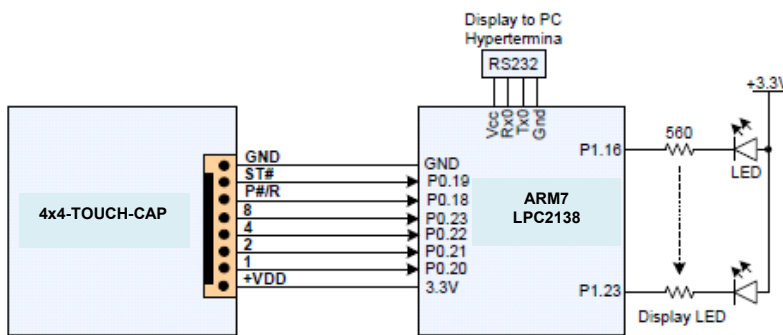 Display to PC
Hypertermina
RS232
Vcc
Rx0
Tx0
Gnd
+3.3V
4x4-TOUCH-CAP
GND
ST#
P#/R
8
4
2
1
+VDD
GND
P0.19
P0.18
P0.23
P0.22
P0.21
P0.20
3.3V
ARM7
LPC2138
P1.16
P1.23
560
LED
Display LED